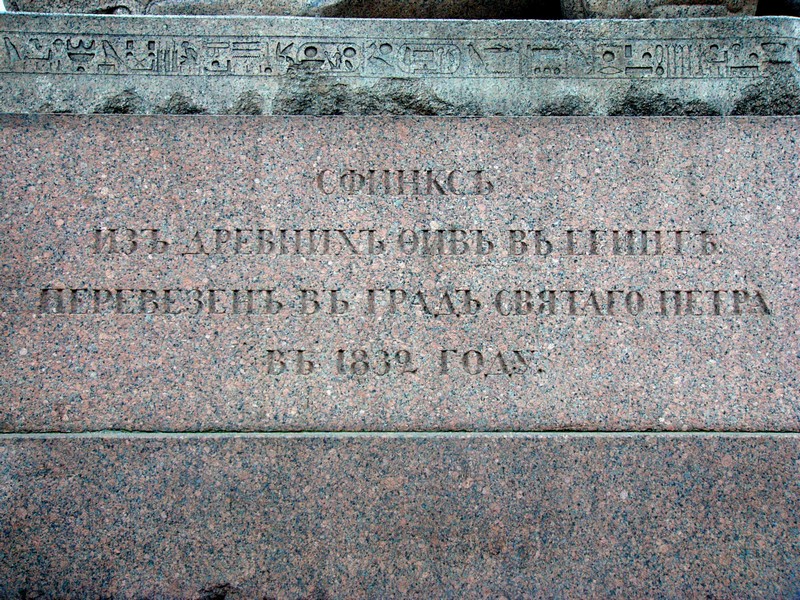 СФИНКСЪ
ИЗЪ ДРЕВНИХЪ ѲИВЪ ВЪ ЕГИПТѢ
ПЕРЕВЕЗЕНЪ ВЪ ГРАДЪ СВЯТАГО ПЕТРА
ВЪ 1832 ГОДУ.